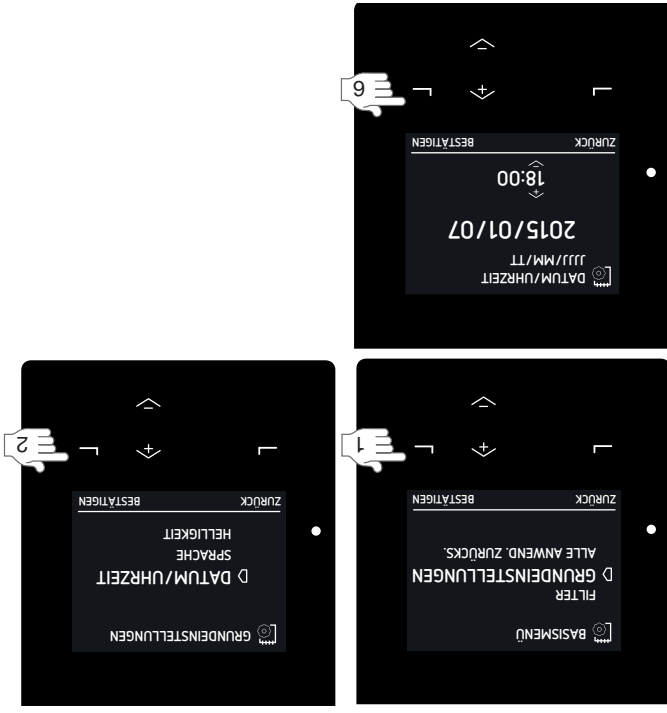 BASISMENÜ
FILTER
GRUNDEINSTELLUNGEN
ALLE ANWEND. ZURÜCKS.
ZURÜCK BESTÄTIGEN
+
1
−
GRUNDEINSTELLUNGEN
DATUM/UHRZEIT
SPRACHE
HELLIGKEIT
ZURÜCK BESTÄTIGEN
+
2
−
DATUM/UHRZEIT
JJJJ/MM/TT
2015/01/07
+
18:00
−
ZURÜCK BESTÄTIGEN
+
9
−